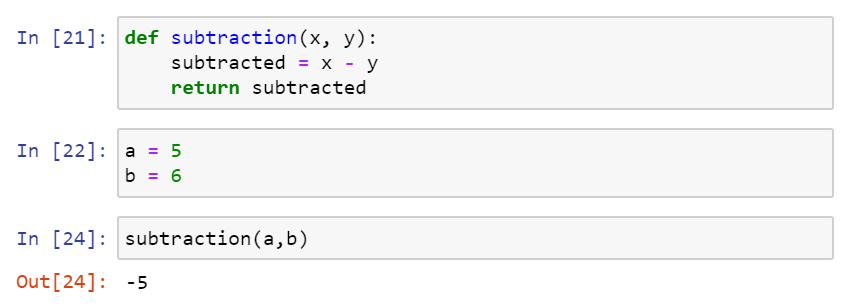 In [21]: def subtraction(x, y):
    subtracted = x - y
    return subtracted
In [22]: a = 5
b = 6
In [24]: subtraction(a,b)
Out[24]: -5